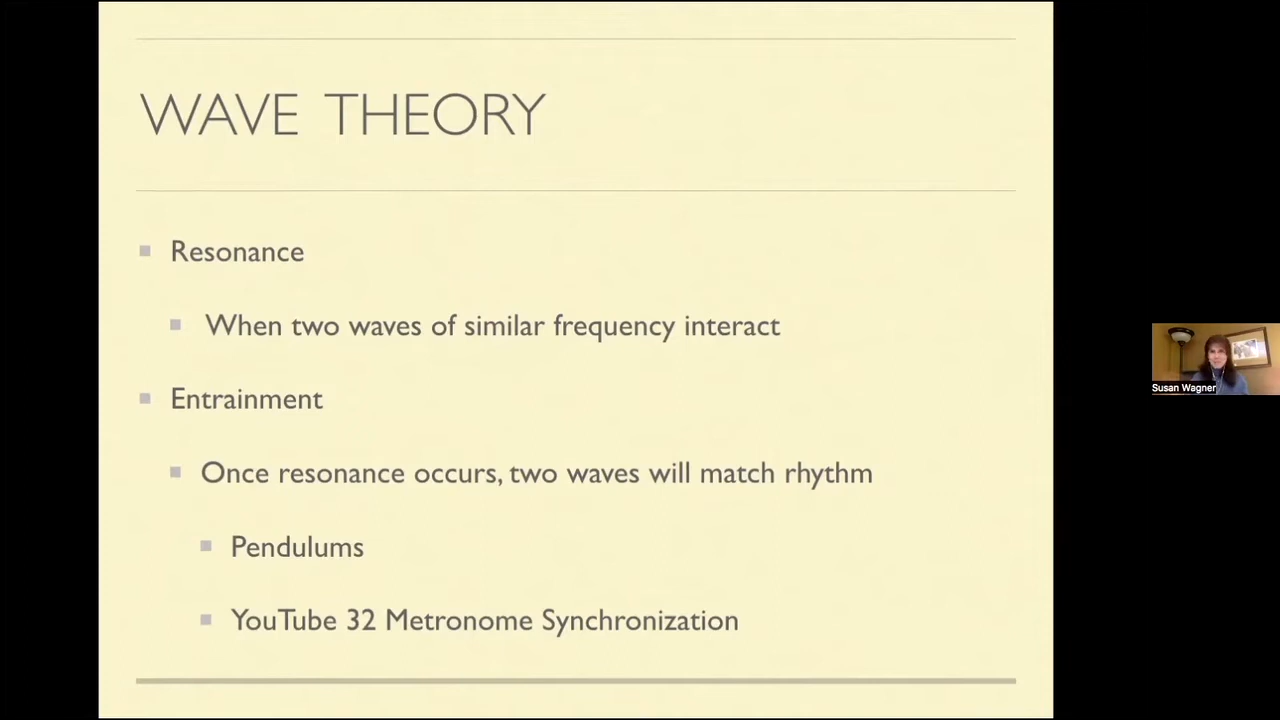 WAVE THEORY
Resonance
When two waves of similar frequency interact
Entrainment
Once resonance occurs, two waves will match rhythm
Pendulums
YouTube 32 Metronome Synchronization
Susan Wagner